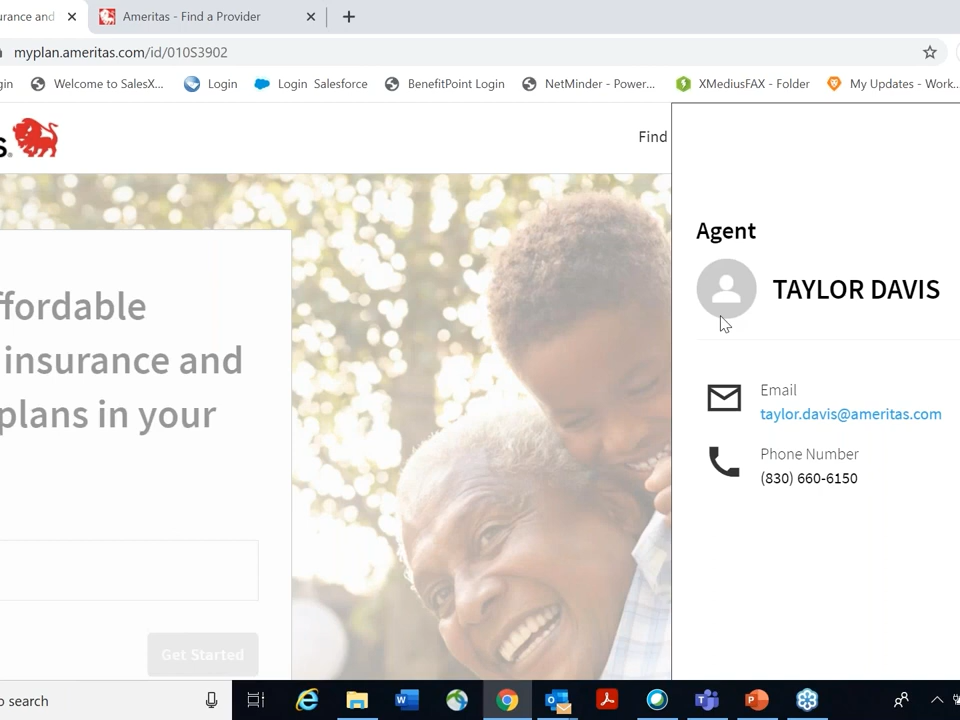 urance and
Ameritas - Find a Provider
myplan.ameritas.com/id/010S3902
gin
Welcome to SalesX...
Login
Login Salesforce
BenefitPoint Login
NetMinder - Power...
XMediusFAX - Folder
My Updates - Work...
s.
Find
ffordable
insurance and
plans in your
Get Started
Agent
TAYLOR DAVIS
Email
taylor.davis@ameritas.com
Phone Number
(830) 660-6150
o search